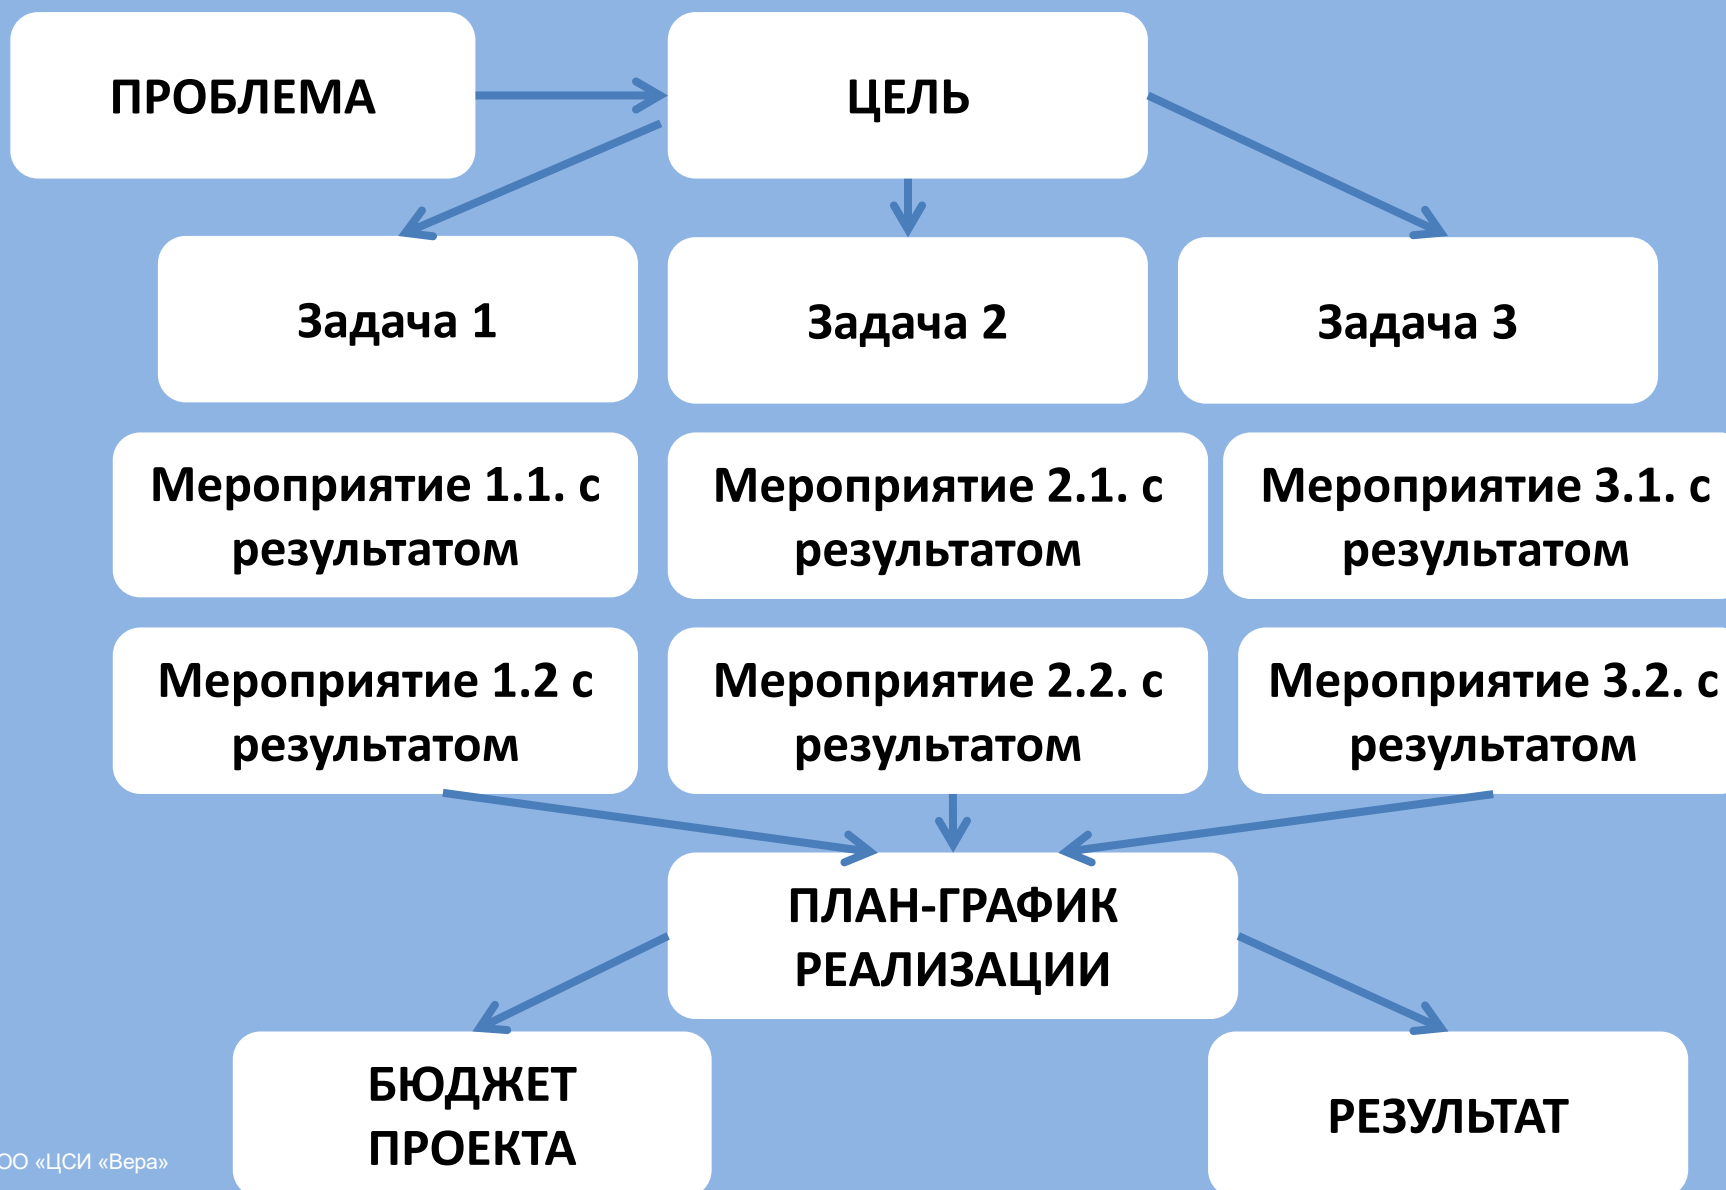 ПРОБЛЕМА
ЦЕЛЬ
Задача 1
Задача 2
Задача 3
Мероприятие 1.1. с
результатом
Мероприятие 2.1. с
результатом
Мероприятие 3.1. с
результатом
Мероприятие 1.2 с
результатом
Мероприятие 2.2. с
результатом
Мероприятие 3.2. с
результатом
ПЛАН-ГРАФИК
РЕАЛИЗАЦИИ
БЮДЖЕТ
ПРОЕКТА
РЕЗУЛЬТАТ
ОО «ЦСИ «Вера»